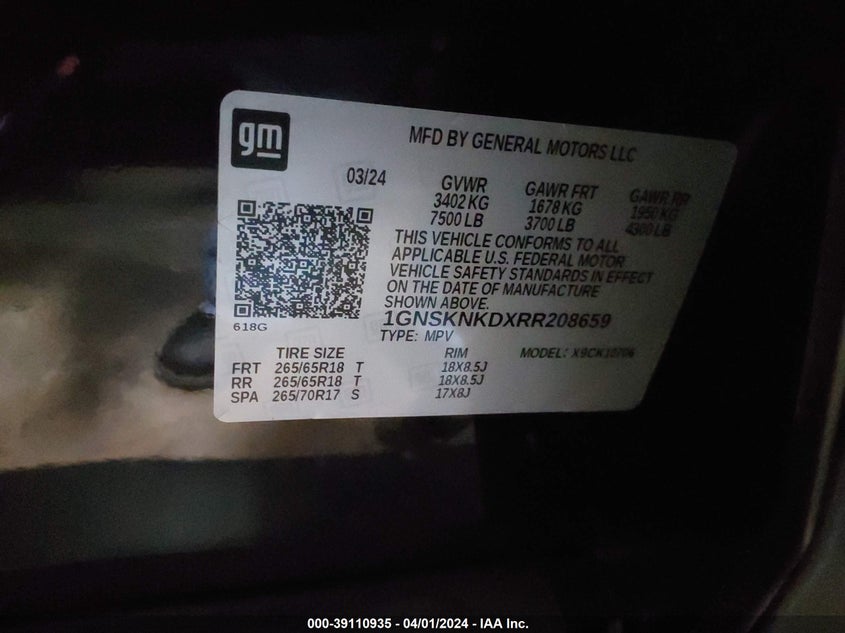 gm
MFD BY GENERAL MOTORS LLC
03/24
GVWR GAWR FRT GAWR RR
3402 KG 1678 KG 1950 KG
7500 LB 3700 LB 4300 LB
THIS VEHICLE CONFORMS TO ALL
APPLICABLE U.S. FEDERAL MOTOR
VEHICLE SAFETY STANDARDS IN EFFECT
ON THE DATE OF MANUFACTURE
SHOWN ABOVE.
618G
1GNSKNKDXRR208659
TYPE: MPV
TIRE SIZE RIM MODEL: X9CK10706
FRT 265/65R18 T 18X8.5J
RR 265/65R18 T 18X8.5J
SPA 265/70R17 S 17X8J
000-39110935 - 04/01/2024 - IAA Inc.